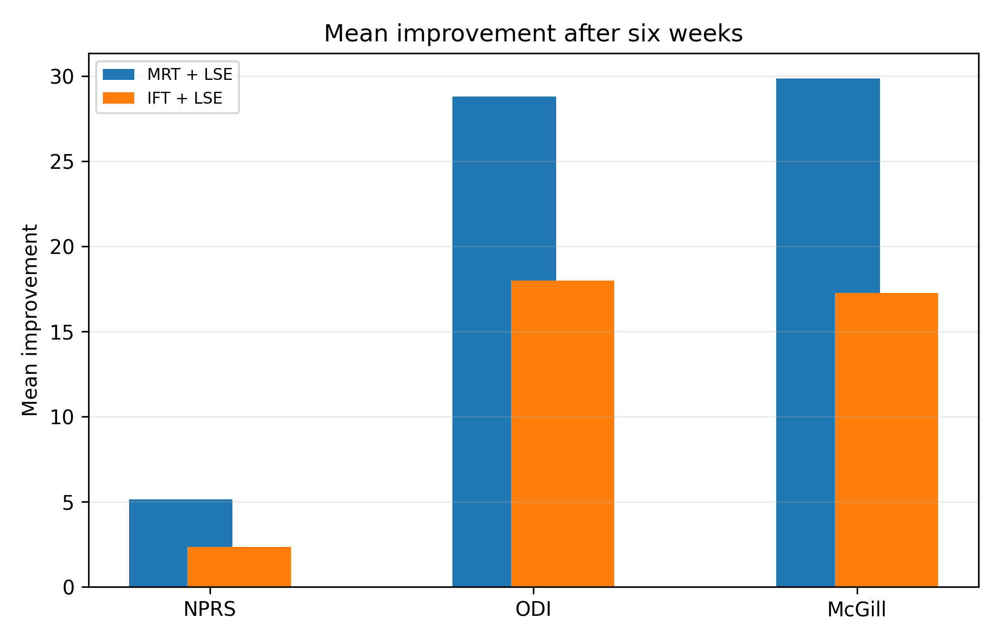 Mean improvement after six weeks
MRT + LSE
IFT + LSE
Mean improvement
30
25
20
15
10
5
0
NPRS
ODI
McGill